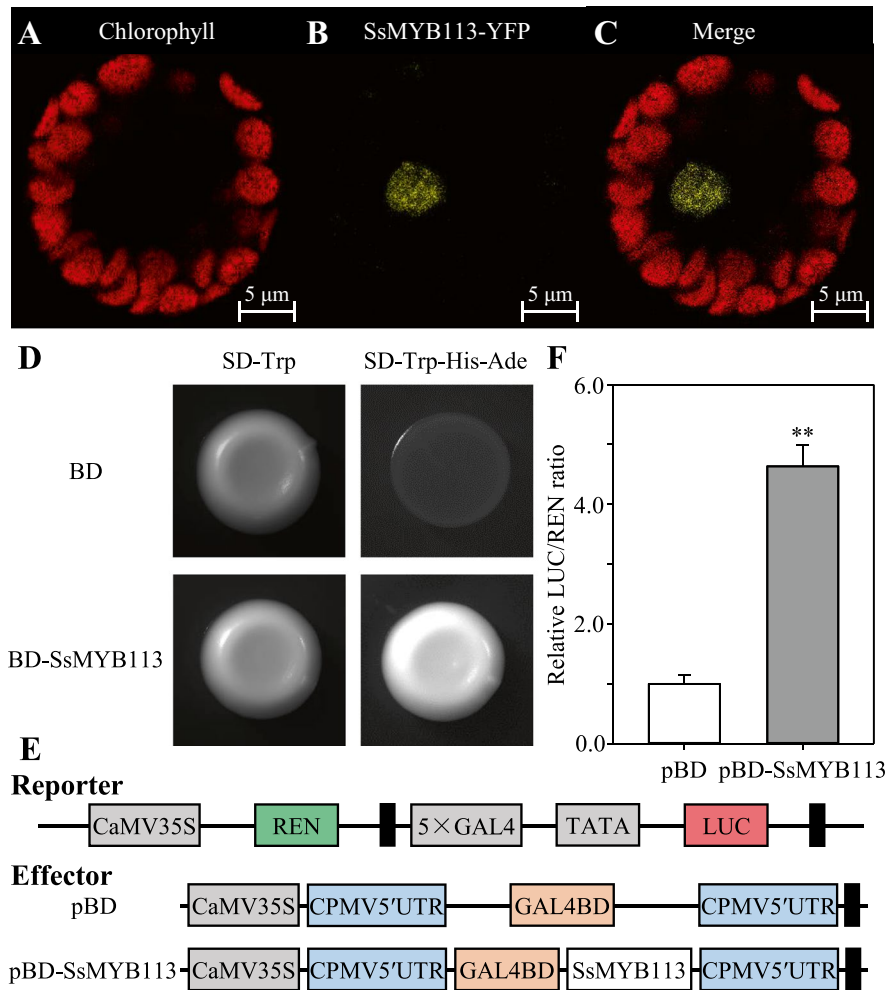 A Chlorophyll B SsMYB113-YFP C Merge
5 μm 5 μm 5 μm
D SD-Trp SD-Trp-His-Ade
BD
BD-SsMYB113
F
Relative LUC/REN ratio
6.0
4.0
2.0
0.0
**
pBD pBD-SsMYB113
E
Reporter
CaMV35S REN 5×GAL4 TATA LUC
Effector
pBD CaMV35S CPMV5′UTR GAL4BD CPMV5′UTR
pBD-SsMYB113 CaMV35S CPMV5′UTR GAL4BD SsMYB113 CPMV5′UTR